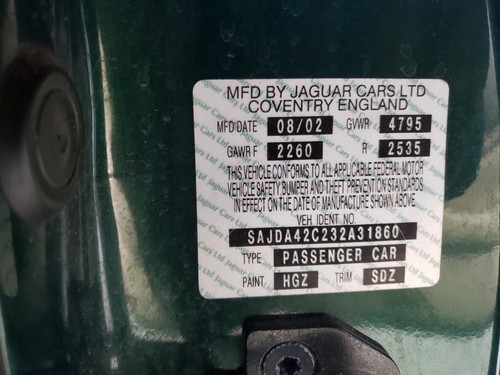 MFD BY JAGUAR CARS LTD
COVENTRY ENGLAND
MFD DATE 08/02 GVWR 4795
GAWR F 2260 R 2535
THIS VEHICLE CONFORMS TO ALL APPLICABLE FEDERAL MOTOR
VEHICLE SAFETY, BUMPER AND THEFT PREVENTION STANDARDS
IN EFFECT ON THE DATE OF MANUFACTURE SHOWN ABOVE
VEH IDENT NO.
SAJDA42C232A31860
TYPE PASSENGER CAR
PAINT HGZ TRIM SDZ